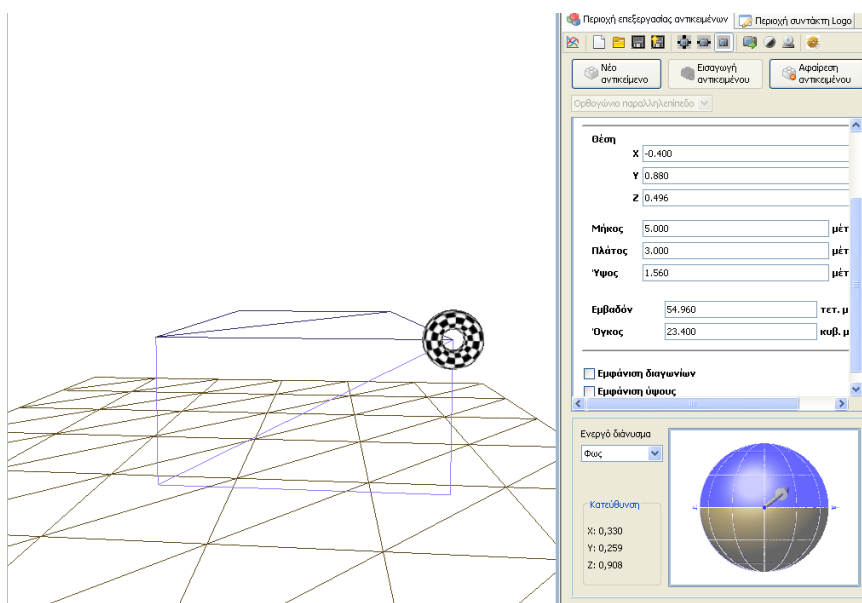 Περιοχή επεξεργασίας αντικειμένων
Περιοχή συντάκτη Logo
Νέο αντικείμενο
Εισαγωγή αντικειμένου
Αφαίρεση αντικειμένου
Ορθογώνιο παραλληλεπίπεδο
Θέση
X -0.400
Y 0.880
Z 0.496
Μήκος 5.000 μέτ
Πλάτος 3.000 μέτ
Ύψος 1.560 μέτ
Εμβαδόν 54.960 τετ. μ
Όγκος 23.400 κυβ. μ
Εμφάνιση διαγωνίων
Εμφάνιση ύψους
Ενεργό διάνυσμα
Φως
Κατεύθυνση
X: 0,330
Y: 0,259
Z: 0,908